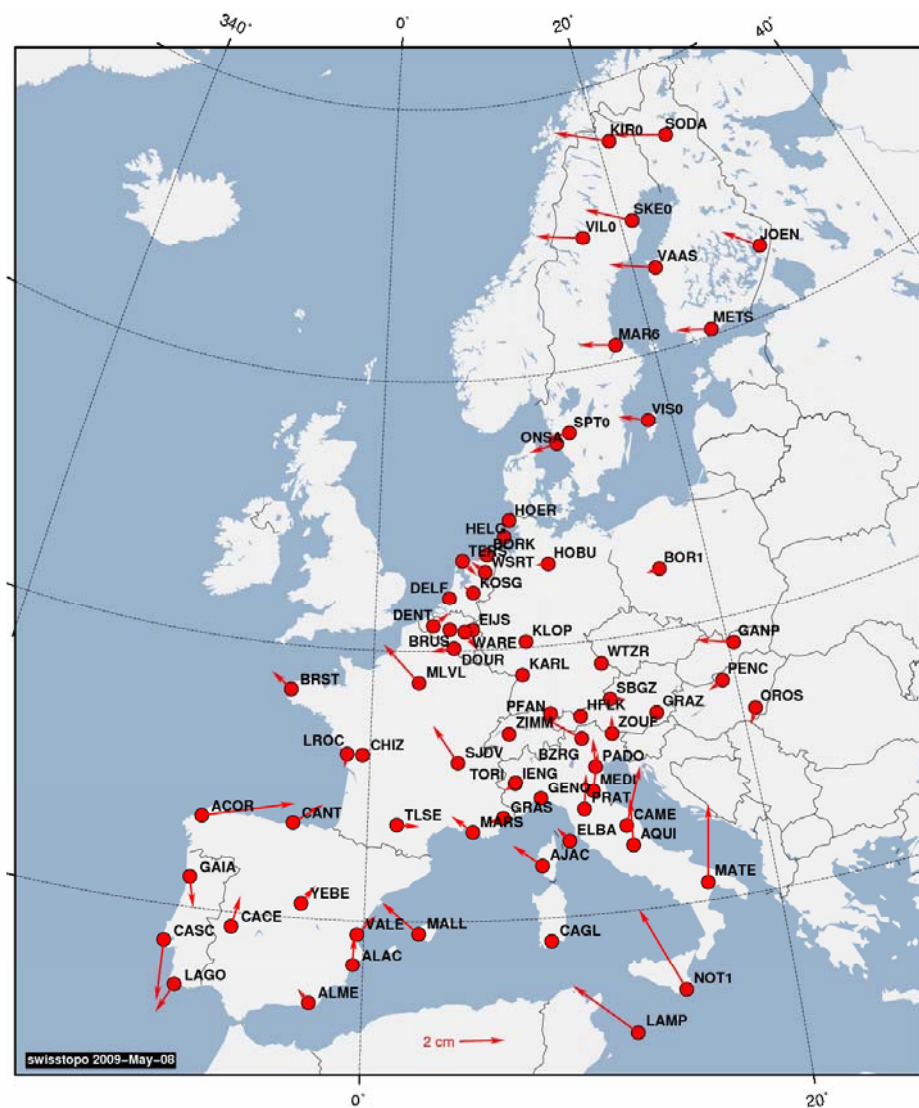 340° 0° 20° 40°
KIR0 SODA
SKE0
VIL0 JOEN
VAAS
METS
MAR6
VIS0
SPT0
ONSA
HOER
HELG
BORK
TERS HOBU BOR1
WSRT
KOSG
DELF
DENT EIJS
BRUS WARE KLOP GANP
DOUR WTZR
MLVL KARL PENC
BRST SBGZ OROS
PFAN HFLK GRAZ
ZIMM ZOUF
LROC CHIZ
SJDV BZRG PADO
TORI IENG MEDI
GENO PRAT
ACOR GRAS CAME
CANT TLSE MARS ELBA AQUI
AJAC
GAIA MATE
YEBE
CACE VALE MALL
CASC CAGL
ALAC
LAGO NOT1
ALME
LAMP
2 cm
swisstopo 2009-May-08
0° 20°